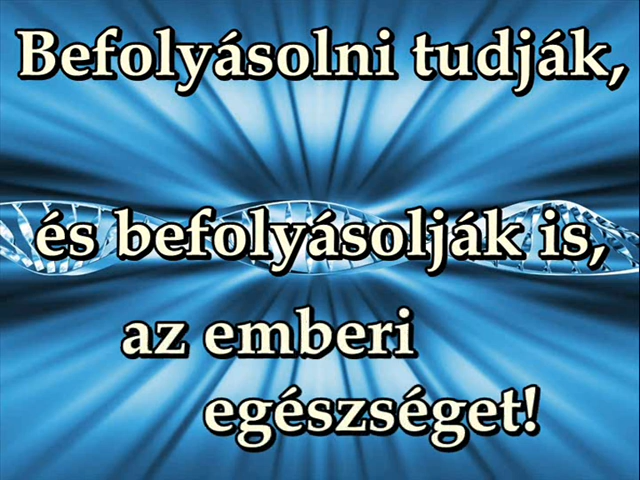 Befolyásolni tudják,
és befolyásolják is,
az emberi
egészséget!